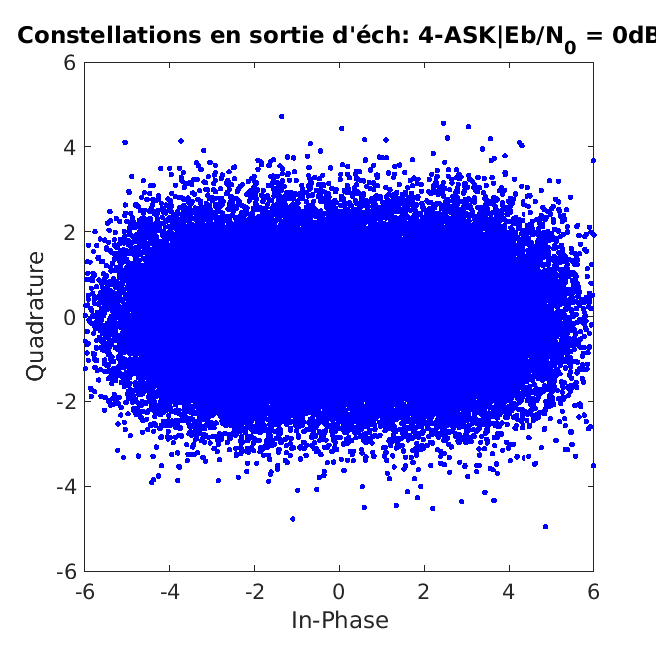 Constellations en sortie d'éch: 4-ASK|Eb/N0 = 0dB
6
4
2
0
-2
-4
-6
Quadrature
-6 -4 -2 0 2 4 6
In-Phase